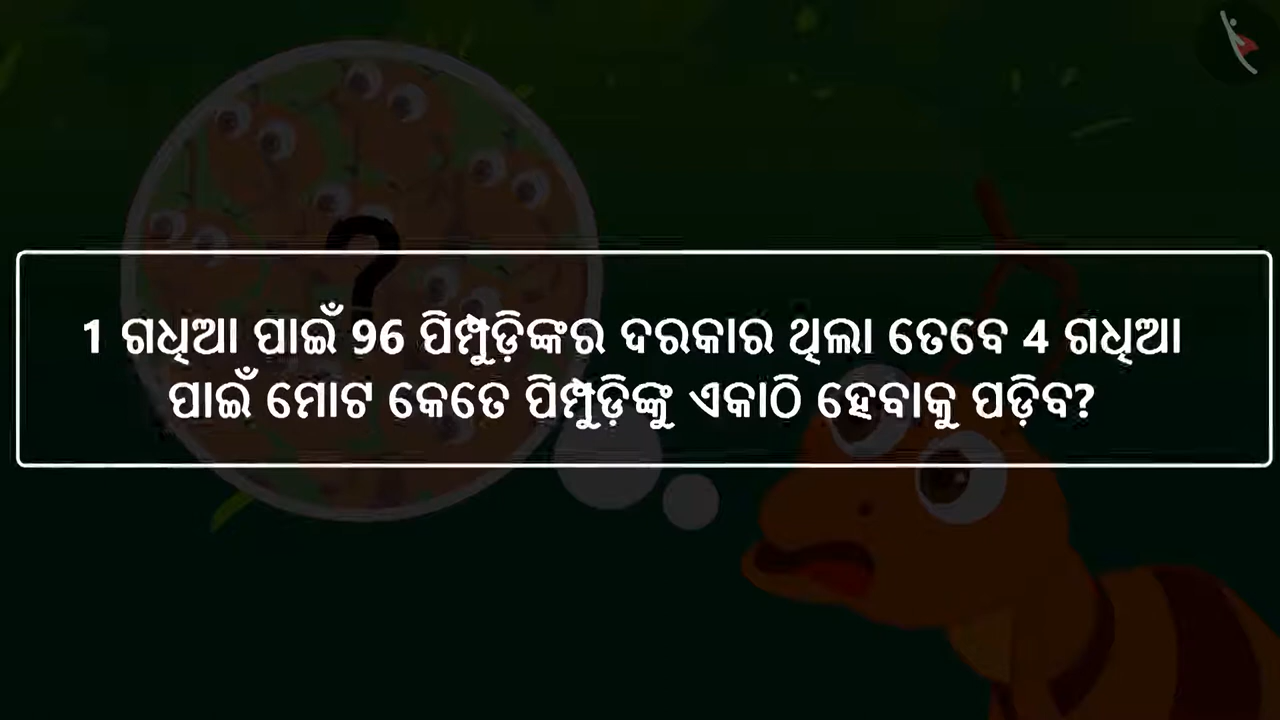 1 ଗଧିଆ ପାଇଁ 96 ପିମ୍ପୁଡ଼ିଙ୍କର ଦରକାର ଥିଲା ତେବେ 4 ଗଧିଆ
ପାଇଁ ମୋଟ କେତେ ପିମ୍ପୁଡ଼ିଙ୍କୁ ଏକାଠି ହେବାକୁ ପଡ଼ିବ?